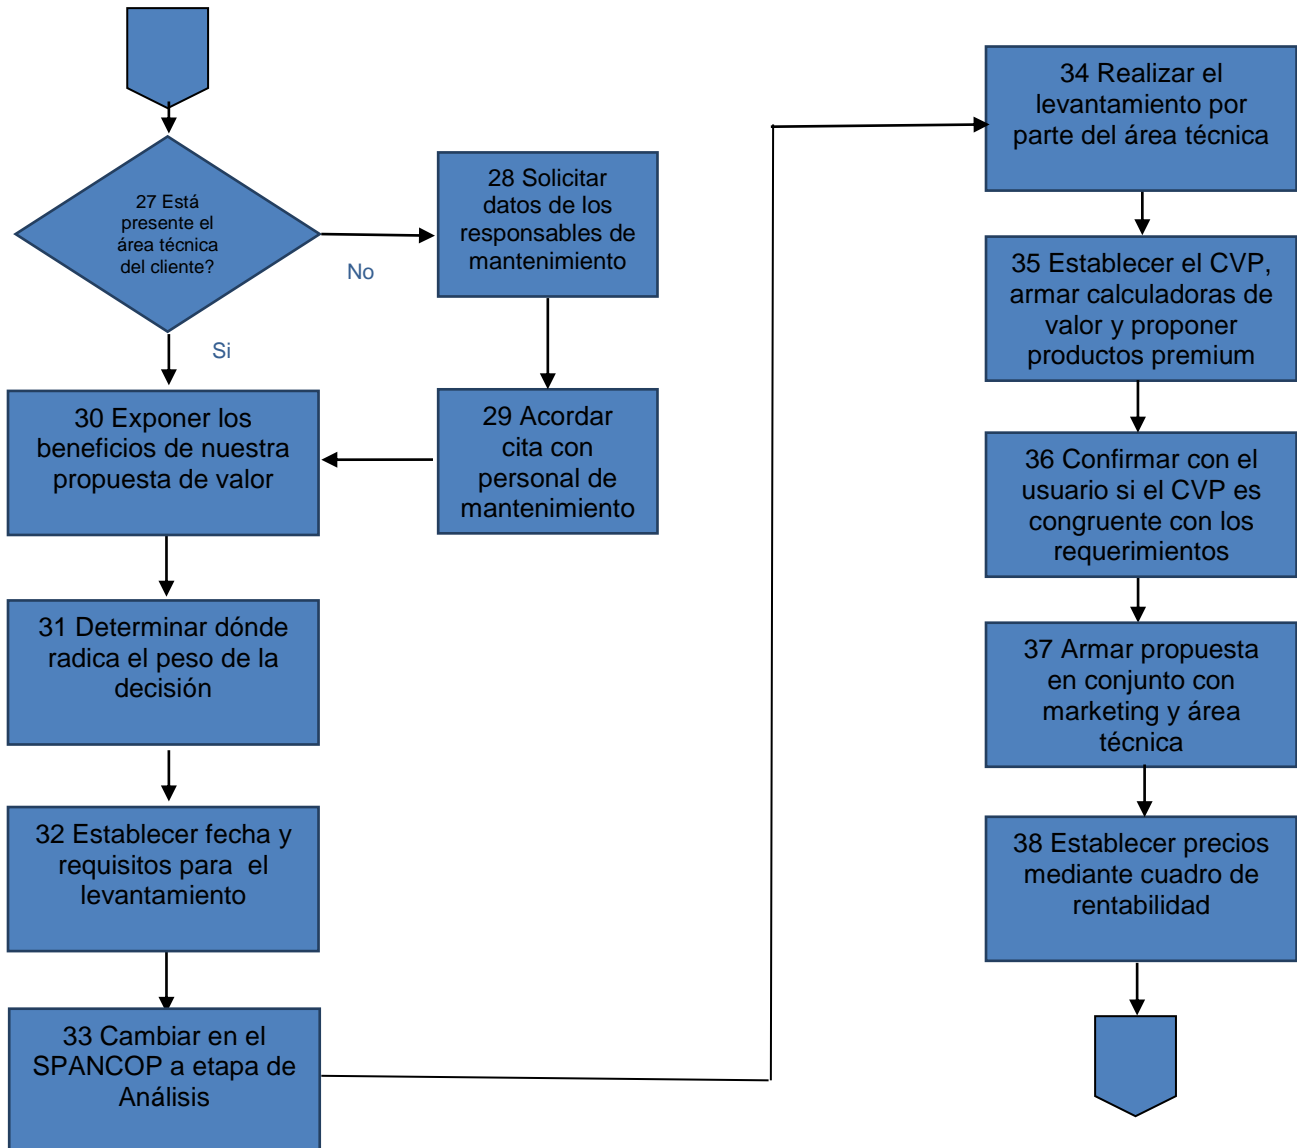 27 Está
presente el
área técnica
del cliente?
No
Si
28 Solicitar
datos de los
responsables de
mantenimiento
29 Acordar
cita con
personal de
mantenimiento
30 Exponer los
beneficios de nuestra
propuesta de valor
31 Determinar dónde
radica el peso de la
decisión
32 Establecer fecha y
requisitos para  el
levantamiento
33 Cambiar en el
SPANCOP a etapa de
Análisis
34 Realizar el
levantamiento por
parte del área técnica
35 Establecer el CVP,
armar calculadoras de
valor y proponer
productos premium
36 Confirmar con el
usuario si el CVP es
congruente con los
requerimientos
37 Armar propuesta
en conjunto con
marketing y área
técnica
38 Establecer precios
mediante cuadro de
rentabilidad